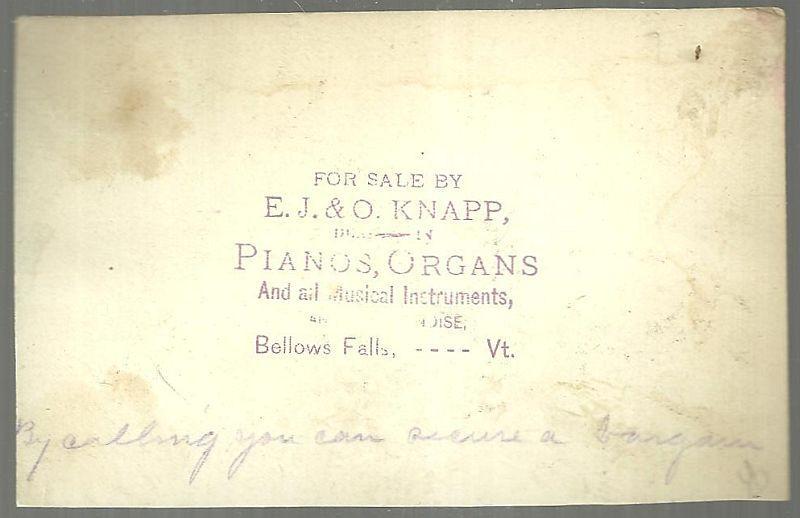 FOR SALE BY
E. J. & O. KNAPP,
IN
PIANOS, ORGANS
And all Musical Instruments,
Bellows Falls, ---- Vt.
By calling you can secure a bargain